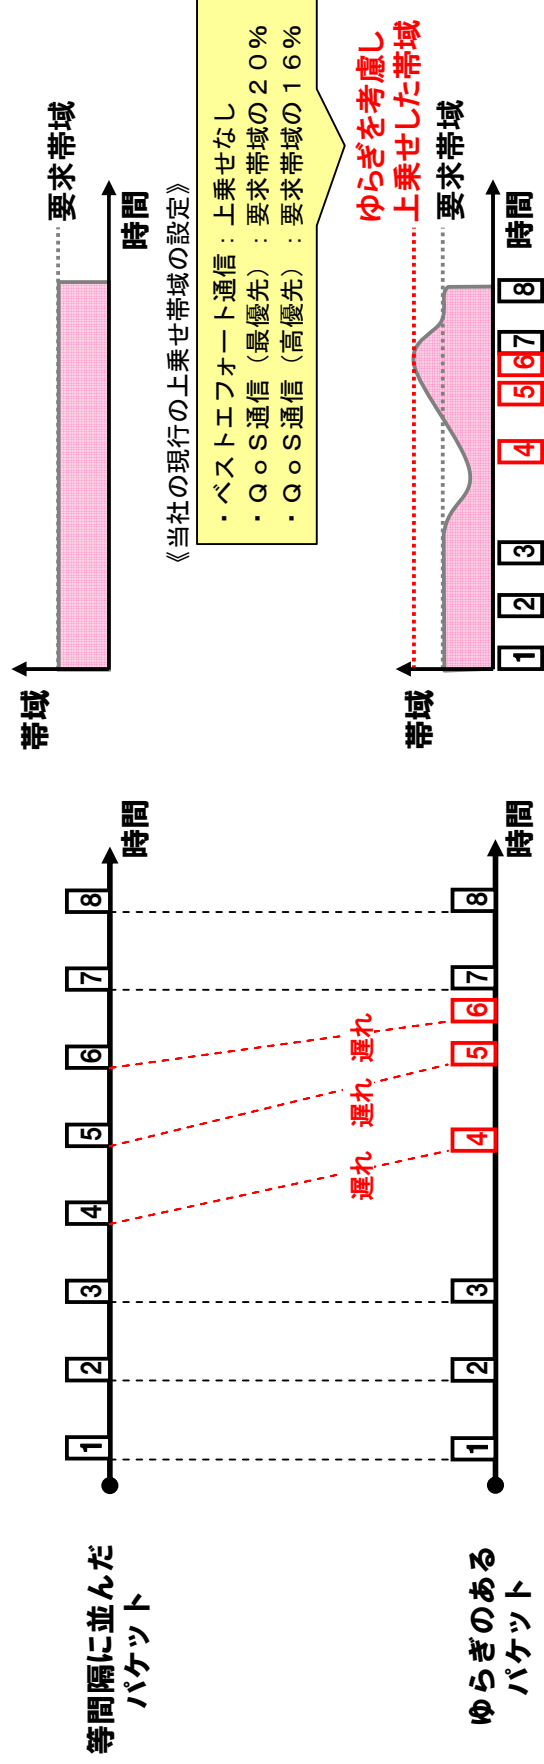 等間隔に並んだ
パケット
1 2 3 4 5 6 7 8
時間
帯域
要求帯域
時間
《当社の現行の上乗せ帯域の設定》
・ベストエフォート通信：上乗せなし
・ＱｏＳ通信（最優先）：要求帯域の２０％
・ＱｏＳ通信（高優先）：要求帯域の１６％
遅れ 遅れ 遅れ
ゆらぎのある
パケット
1 2 3 4 5 6 7 8
時間
帯域
ゆらぎを考慮し
上乗せした帯域
要求帯域
時間
1 2 3 4 5 6 7 8